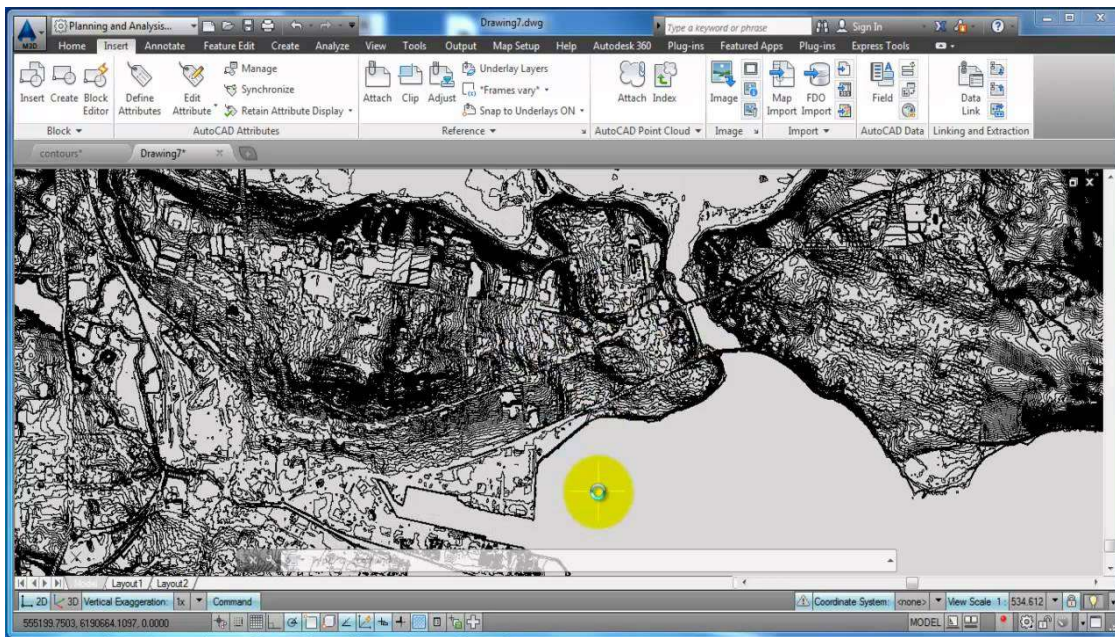 Planning and Analysis... Drawing7.dwg Type a keyword or phrase Sign In
M3D Home Insert Annotate Feature Edit Create Analyze View Tools Output Map Setup Help Autodesk 360 Plug-ins Featured Apps Plug-ins Express Tools
Manage Underlay Layers
Synchronize *Frames vary*
Retain Attribute Display Snap to Underlays ON
Insert Create Block Editor Define Attributes Edit Attribute Attach Clip Adjust Attach Index Image Map Import FDO Import Field Data Link
Block AutoCAD Attributes Reference AutoCAD Point Cloud Image Import AutoCAD Data Linking and Extraction
contours* Drawing7*
Model Layout1 Layout2
2D 3D Vertical Exaggeration: 1x Command Coordinate System: <none> View Scale 1 : 534.612
555199.7503, 6190664.1097, 0.0000 MODEL